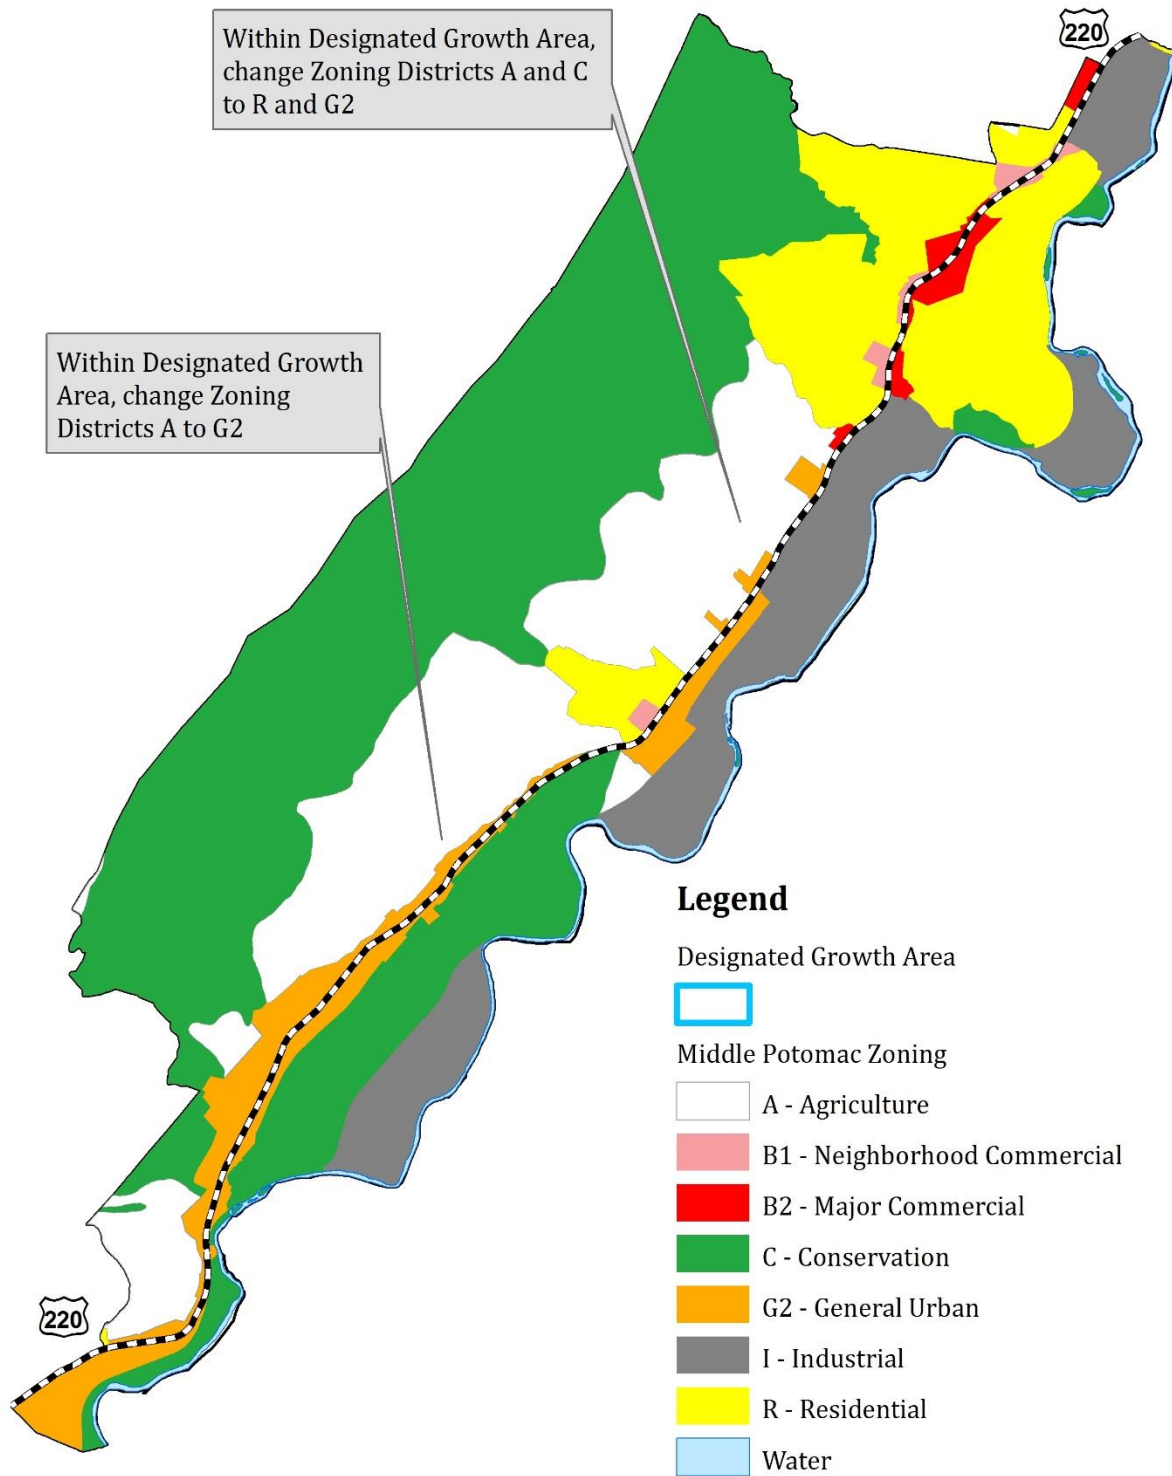 Within Designated Growth Area,
change Zoning Districts A and C
to R and G2
220
Within Designated Growth
Area, change Zoning
Districts A to G2
Legend
Designated Growth Area
Middle Potomac Zoning
A - Agriculture
B1 - Neighborhood Commercial
B2 - Major Commercial
C - Conservation
G2 - General Urban
220
I - Industrial
R - Residential
Water